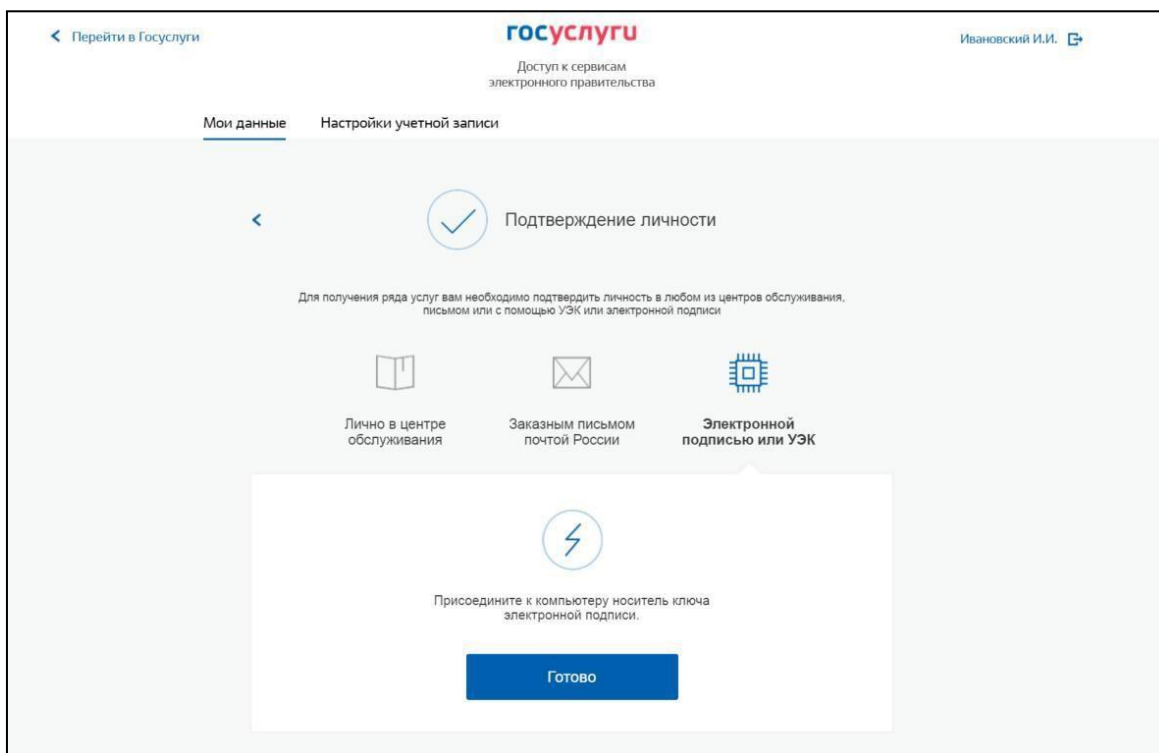 Перейти в Госуслуги
госуслуги
Ивановский И.И.
Доступ к сервисам
электронного правительства
Мои данные
Настройки учетной записи
Подтверждение личности
Для получения ряда услуг вам необходимо подтвердить личность в любом из центров обслуживания,
письмом или с помощью УЭК или электронной подписи
Лично в центре
обслуживания
Заказным письмом
почтой России
Электронной
подписью или УЭК
Присоедините к компьютеру носитель ключа
электронной подписи.
Готово